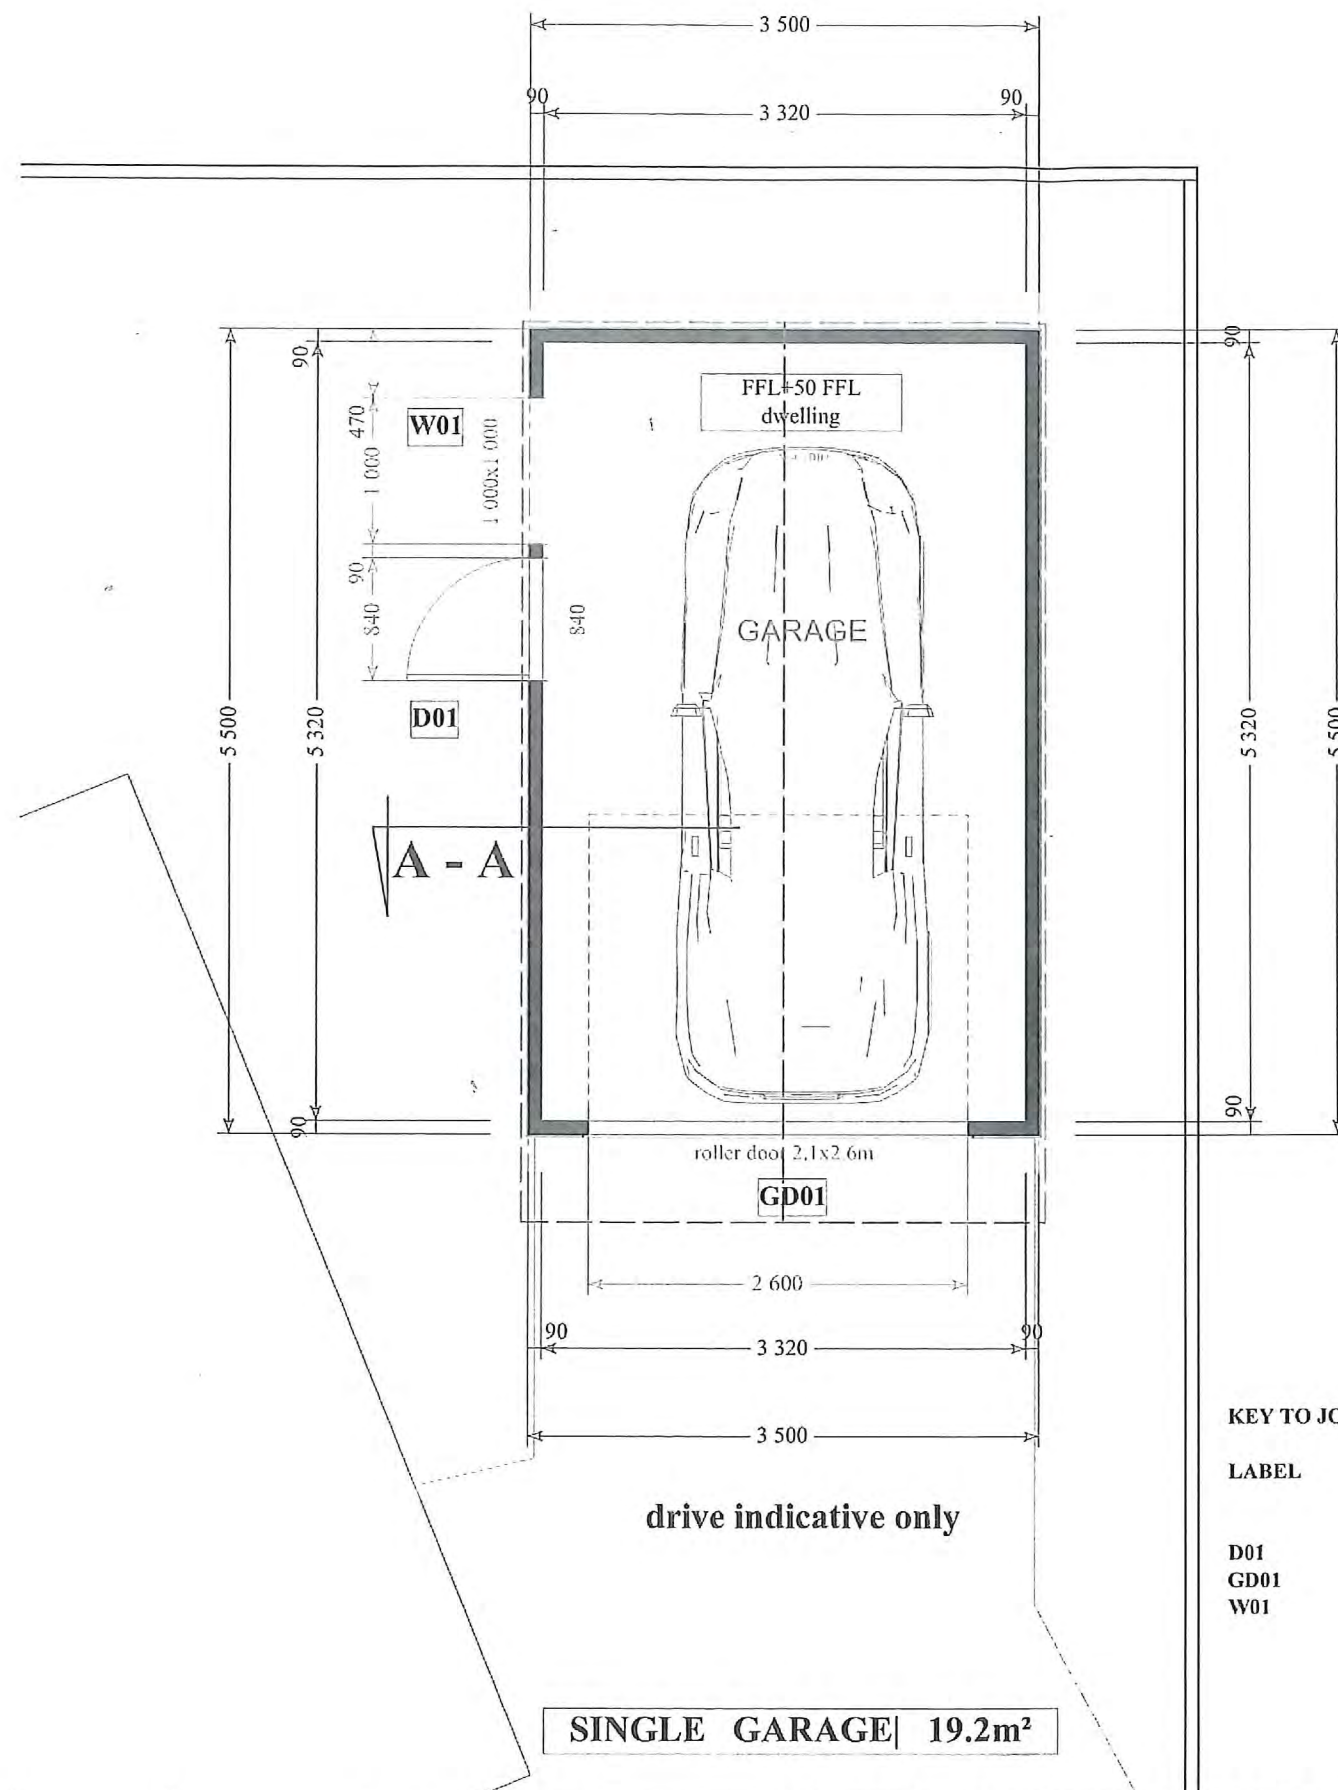 3 500
90
3 320
90
90
90
470
W01
1 000
1 000x1 000
FFL+50 FFL
dwelling
90
840
840
GARAGE
D01
5 500
5 320
5 320
5 500
A - A
90
90
roller door 2,1x2.6m
GD01
2 600
90
3 320
90
3 500
KEY TO JO
LABEL
drive indicative only
D01
GD01
W01
SINGLE GARAGE| 19.2m²